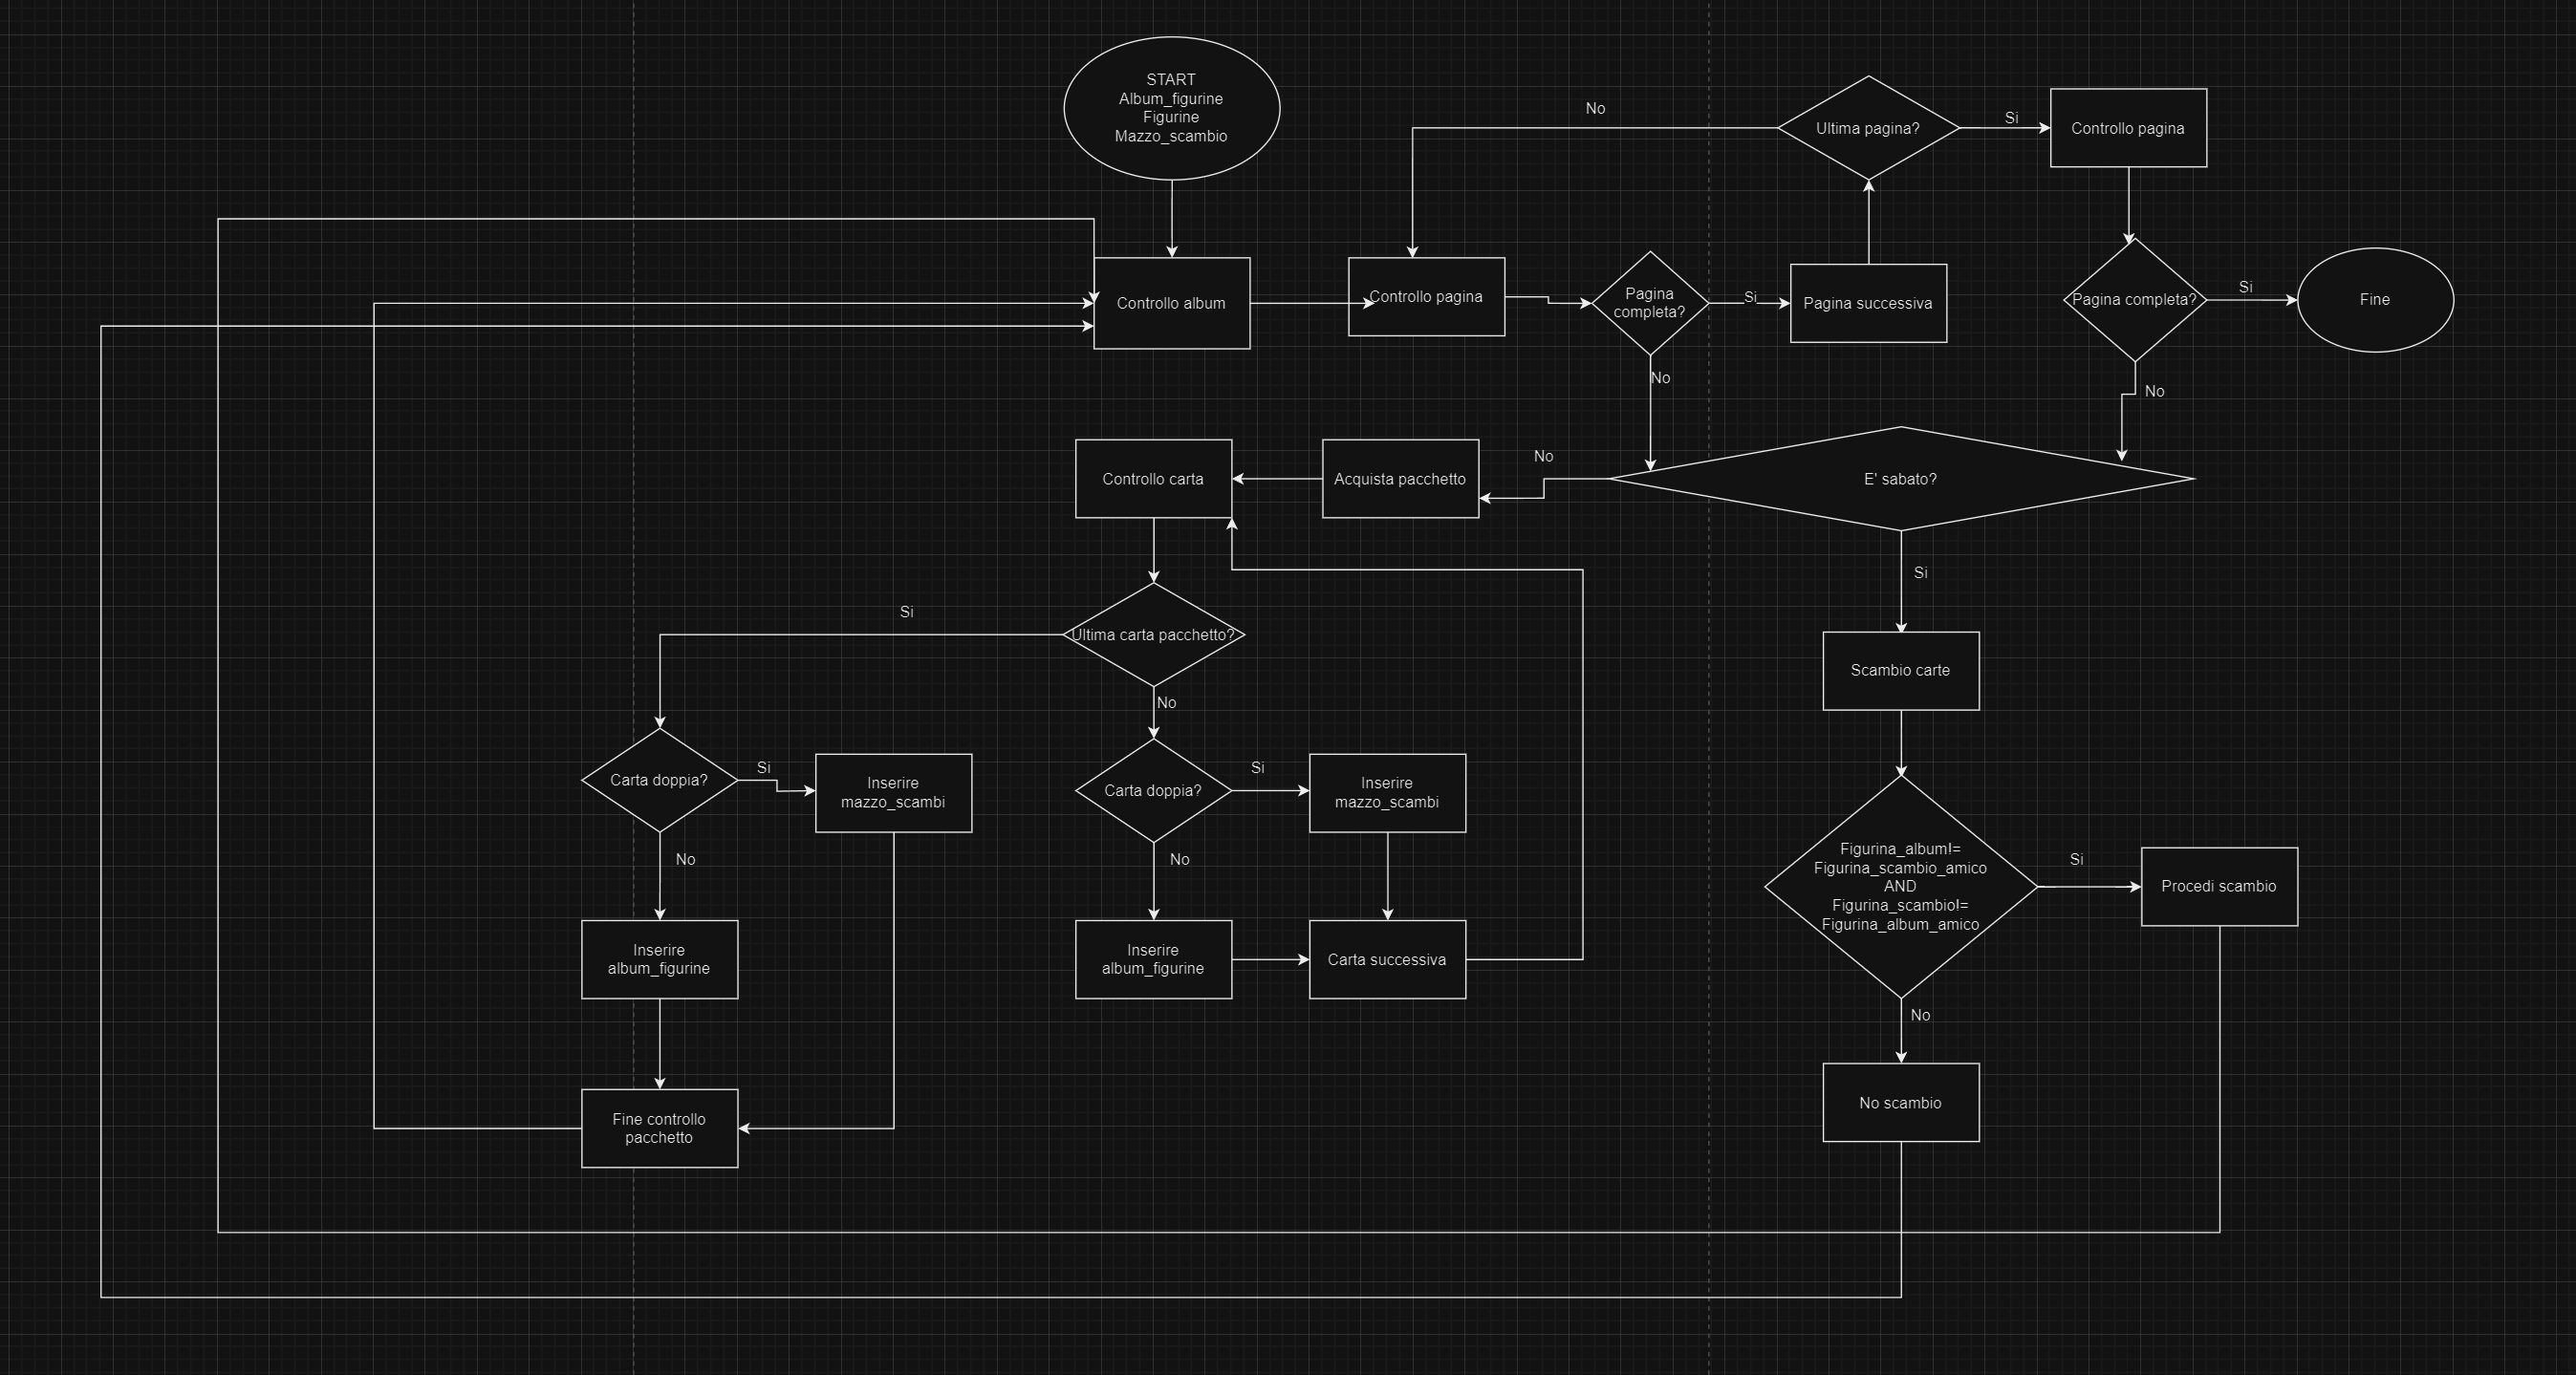 START
Album_figurine
Figurine
Mazzo_scambio
No
Ultima pagina?
Si
Controllo pagina
Controllo album
Controllo pagina
Pagina
completa?
Si
Pagina successiva
Pagina completa?
Si
Fine
No
No
Controllo carta
Acquista pacchetto
No
E' sabato?
Si
Si
Ultima carta pacchetto?
No
Scambio carte
Carta doppia?
Si
Inserire
mazzo_scambi
Carta doppia?
Si
Inserire
mazzo_scambi
No
No
Figurina_album!=
Figurina_scambio_amico
AND
Figurina_scambio!=
Figurina_album_amico
Si
Procedi scambio
Inserire
album_figurine
Inserire
album_figurine
Carta successiva
No
Fine controllo
pacchetto
No scambio